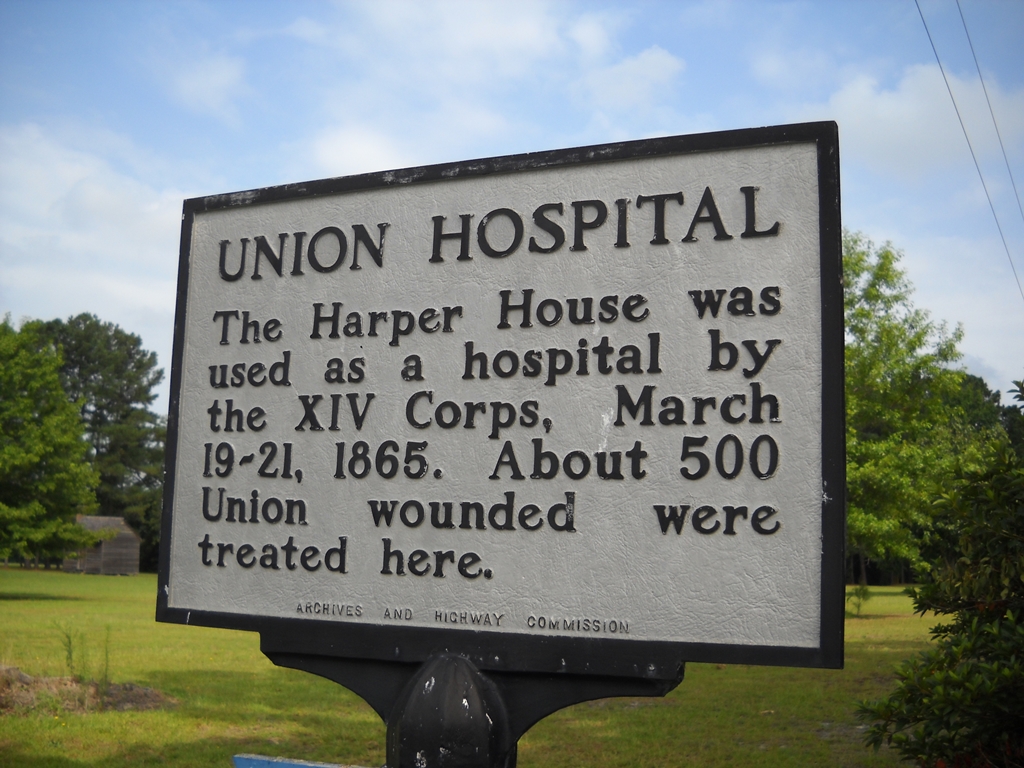 UNION HOSPITAL
The Harper House was
used as a hospital by
the XIV Corps, March
19-21, 1865. About 500
Union wounded were
treated here.
ARCHIVES AND HIGHWAY COMMISSION